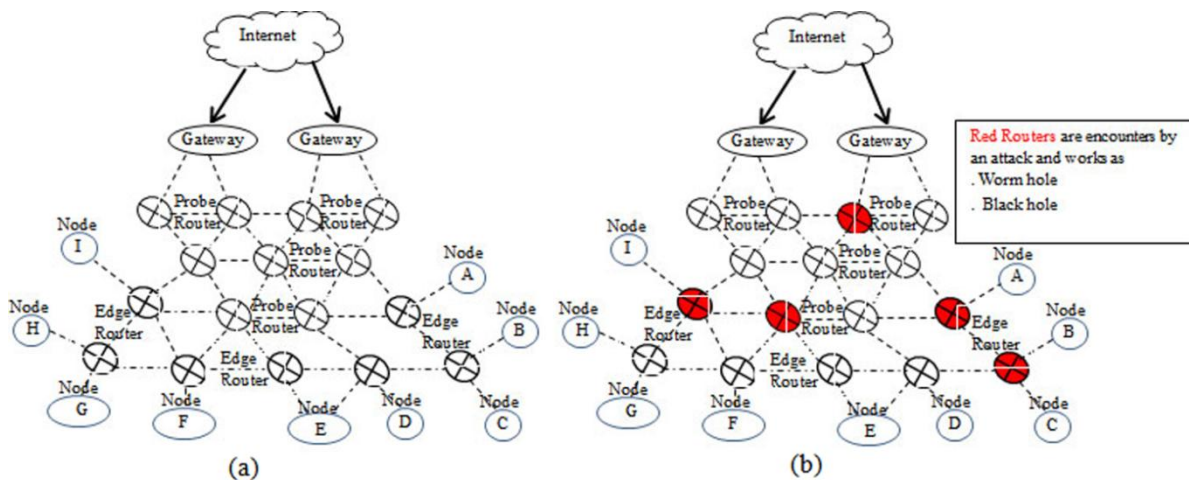 Internet
Gateway
Gateway
Probe
Router
Probe
Router
Node
I
Probe
Router
Node
A
Probe
Router
Node
H
Edge
Router
Edge
Router
Node
B
Edge
Router
Node
G
Node
F
Node
E
Node
D
Node
C
(a)
Internet
Gateway
Gateway
Red Routers are encounters by
an attack and works as
. Worm hole
. Black hole
Probe
Router
Probe
Router
Node
I
Probe
Router
Node
A
Probe
Router
Node
H
Edge
Router
Edge
Router
Node
B
Edge
Router
Node
G
Node
F
Node
E
Node
D
Node
C
(b)